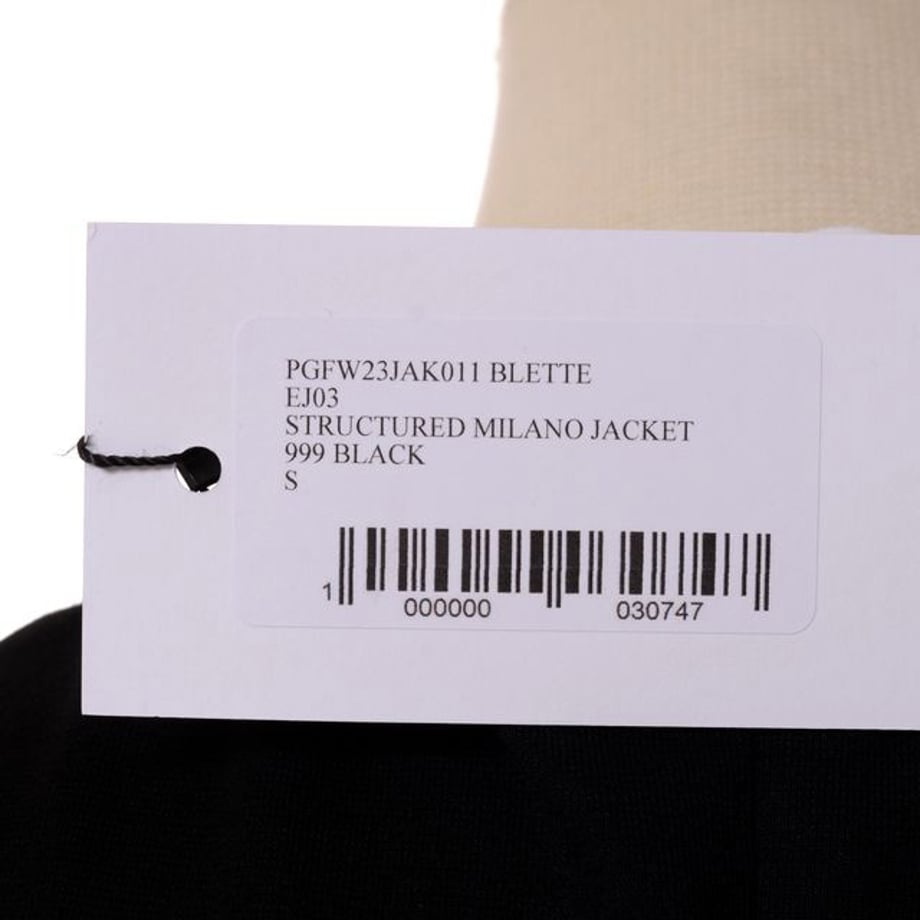 PGFW23JAK011 BLETTE
EJ03
STRUCTURED MILANO JACKET
999 BLACK
S
1 000000 030747